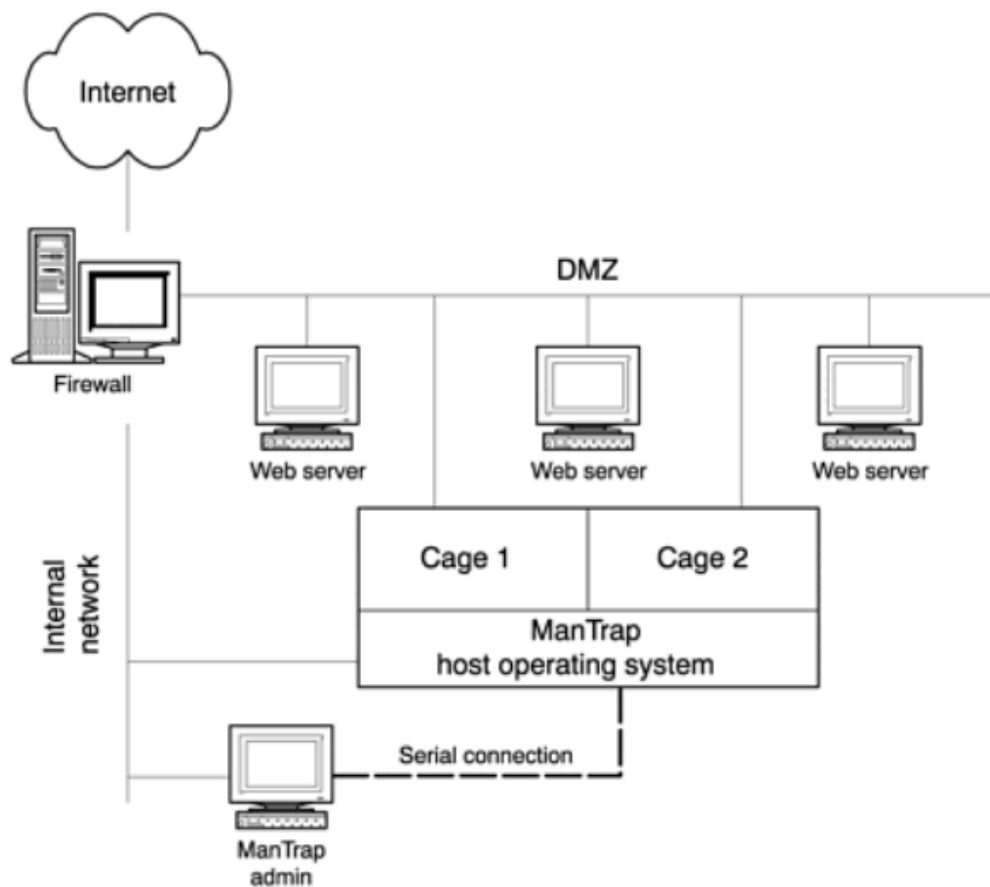 Internet
DMZ
Firewall
Web server
Web server
Web server
Cage 1
Cage 2
Internal
network
ManTrap
host operating system
Serial connection
ManTrap
admin